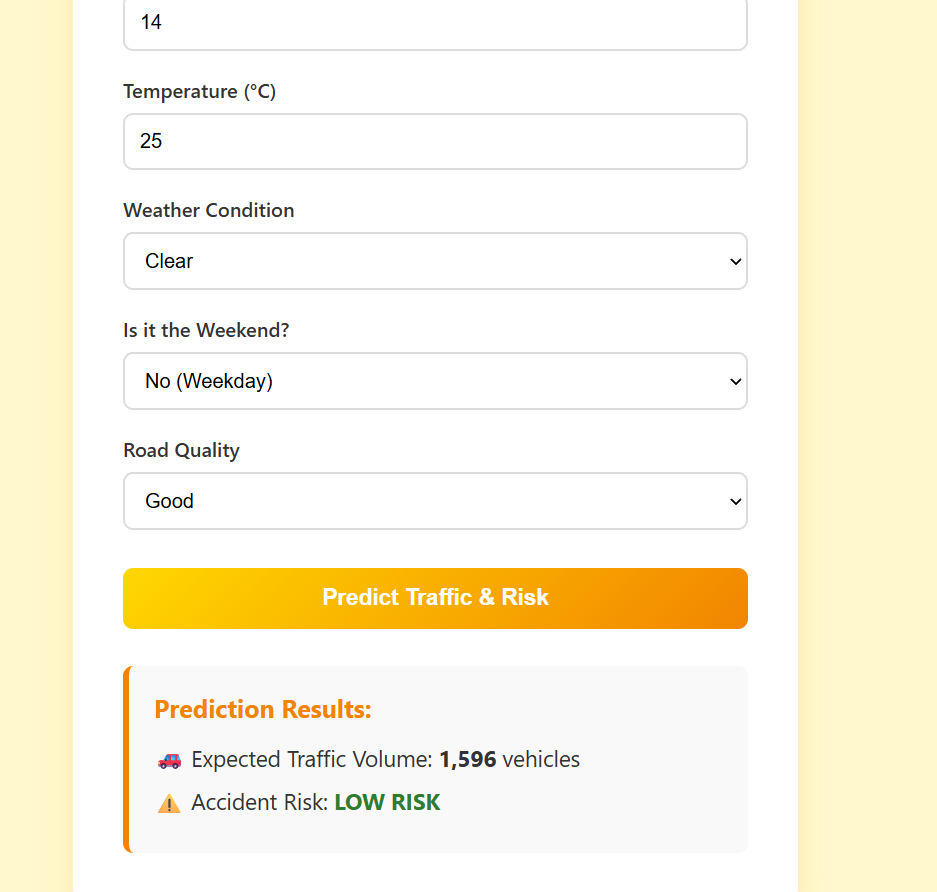 14
Temperature (°C)
25
Weather Condition
Clear
Is it the Weekend?
No (Weekday)
Road Quality
Good
Predict Traffic & Risk
Prediction Results:
Expected Traffic Volume: 1,596 vehicles
Accident Risk: LOW RISK